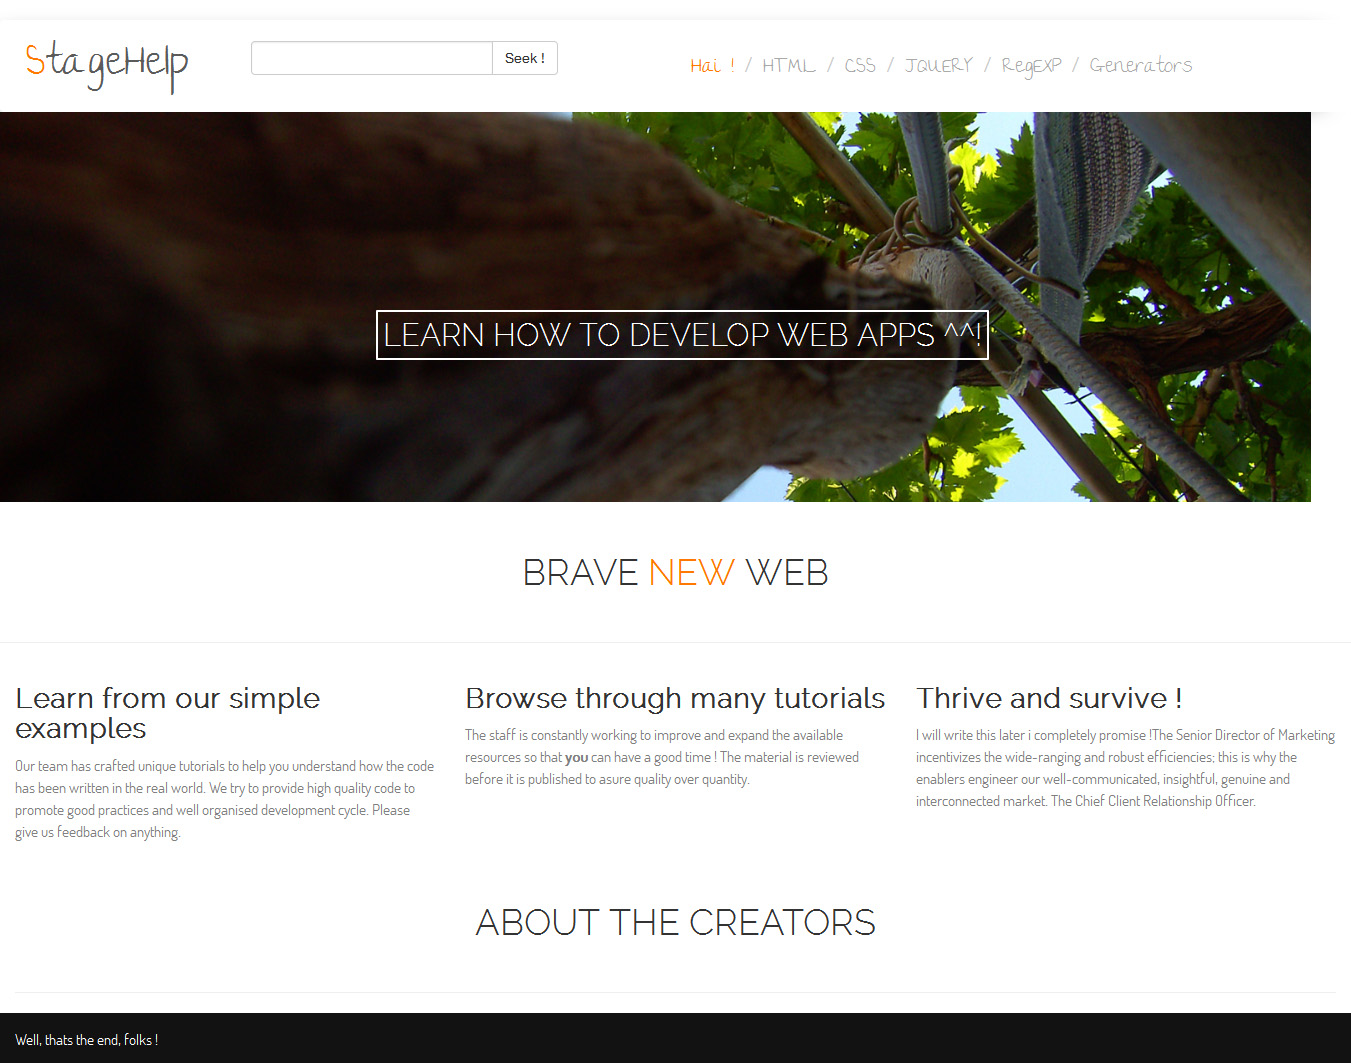 StageHelp
Seek !
Hai ! / HTML / CSS / JQUERY / RegEXP / Generators
LEARN HOW TO DEVELOP WEB APPS ^^!
BRAVE NEW WEB
Learn from our simple
examples
Our team has crafted unique tutorials to help you understand how the code
has been written in the real world. We try to provide high quality code to
promote good practices and well organised development cycle. Please
give us feedback on anything.
Browse through many tutorials
The staff is constantly working to improve and expand the available
resources so that you can have a good time ! The material is reviewed
before it is published to asure quality over quantity.
Thrive and survive !
I will write this later i completely promise !The Senior Director of Marketing
incentivizes the wide-ranging and robust efficiencies; this is why the
enablers engineer our well-communicated, insightful, genuine and
interconnected market. The Chief Client Relationship Officer.
ABOUT THE CREATORS
Well, thats the end, folks !